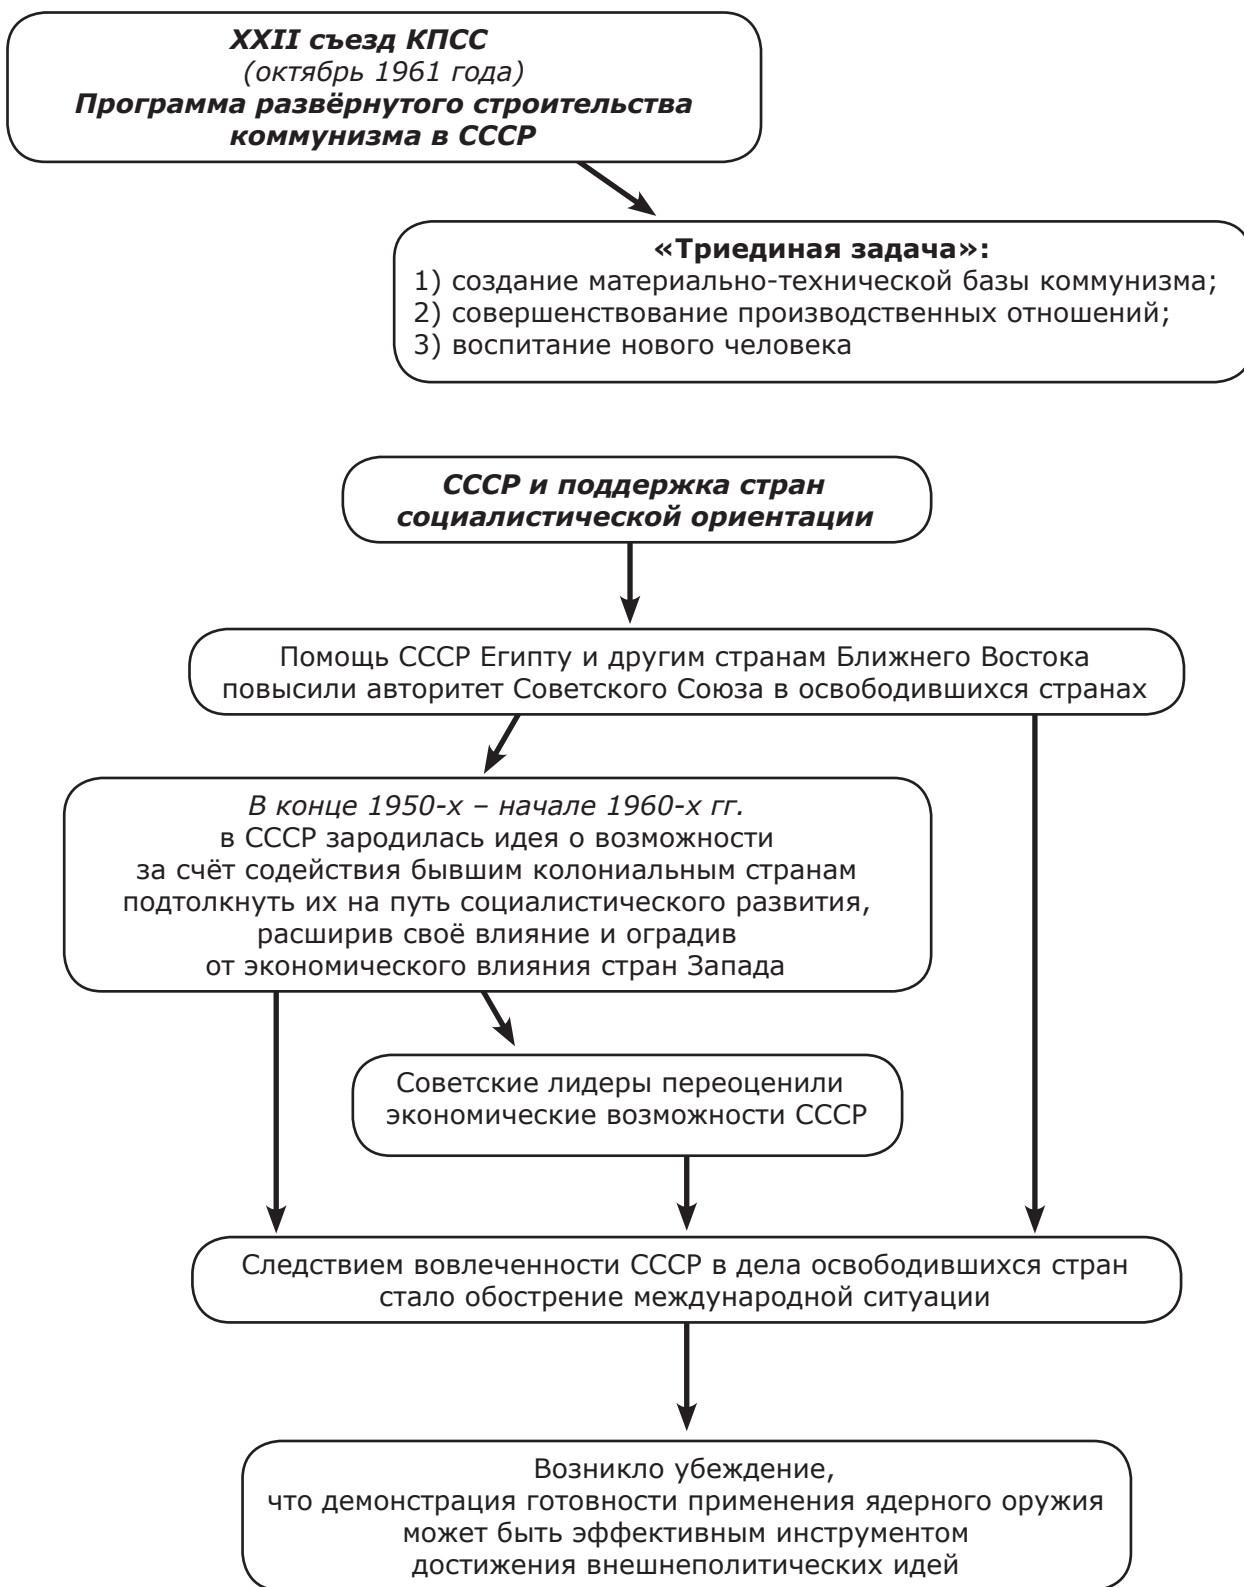 XXII съезд КПСС
(октябрь 1961 года)
Программа развёрнутого строительства
коммунизма в СССР
«Триединая задача»:
1) создание материально-технической базы коммунизма;
2) совершенствование производственных отношений;
3) воспитание нового человека
СССР и поддержка стран
социалистической ориентации
Помощь СССР Египту и другим странам Ближнего Востока
повысили авторитет Советского Союза в освободившихся странах
В конце 1950-х – начале 1960-х гг.
в СССР зародилась идея о возможности
за счёт содействия бывшим колониальным странам
подтолкнуть их на путь социалистического развития,
расширив своё влияние и оградив
от экономического влияния стран Запада
Советские лидеры переоценили
экономические возможности СССР
Следствием вовлеченности СССР в дела освободившихся стран
стало обострение международной ситуации
Возникло убеждение,
что демонстрация готовности применения ядерного оружия
может быть эффективным инструментом
достижения внешнеполитических идей